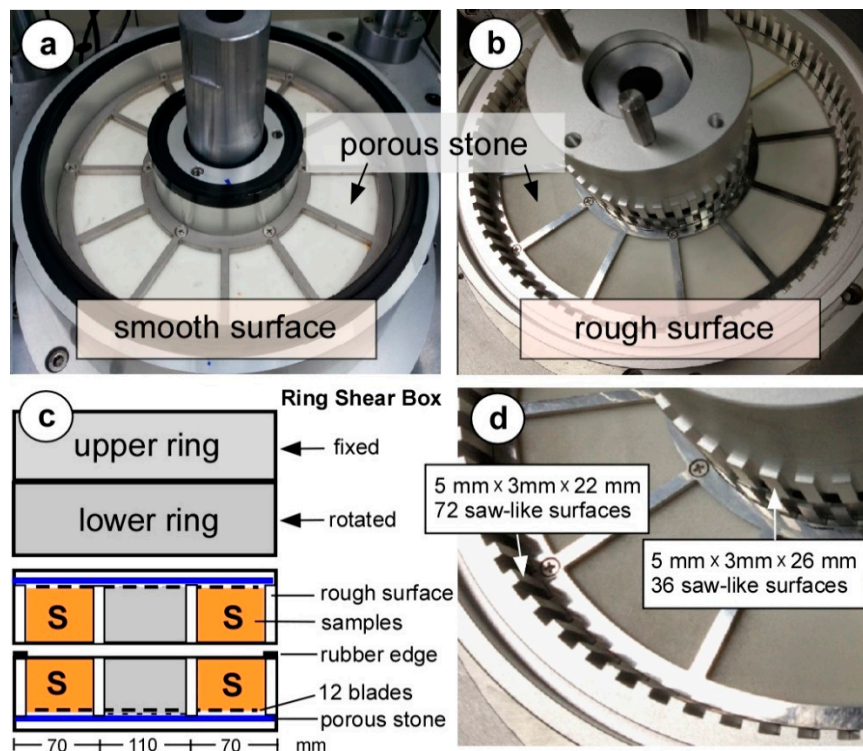 a
b
porous stone
smooth surface
rough surface
c
Ring Shear Box
upper ring
fixed
lower ring
rotated
rough surface
S
S
samples
rubber edge
S
S
12 blades
porous stone
70
110
70
mm
d
5 mm x 3mm x 22 mm
72 saw-like surfaces
5 mm x 3mm x 26 mm
36 saw-like surfaces